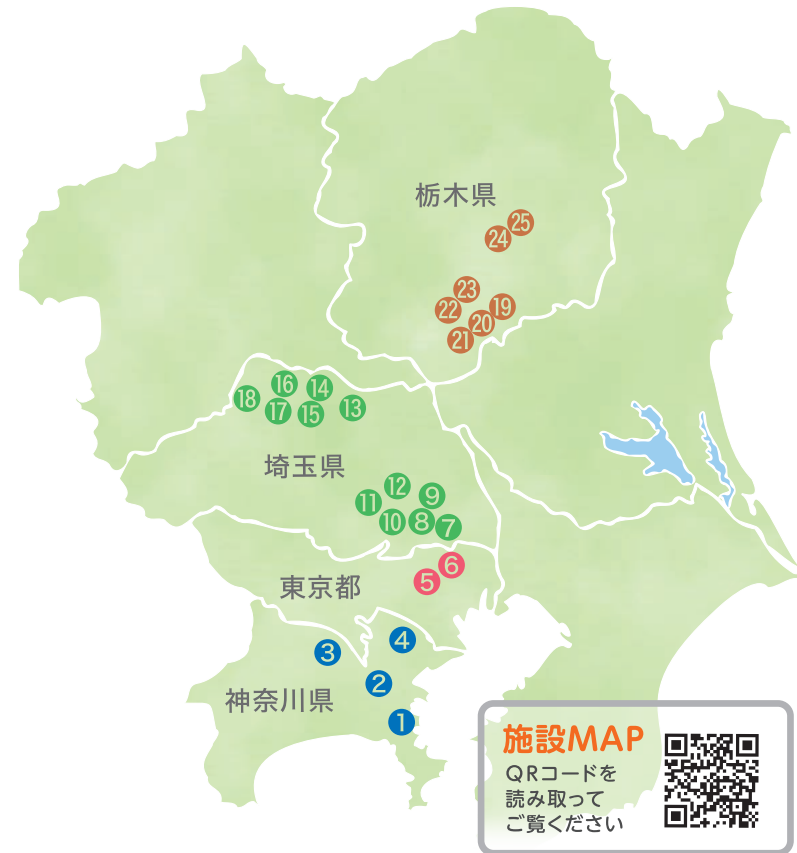 栃木県
㉕
㉔
㉓
㉒ ⑲
⑳
㉑
⑯ ⑭
⑱ ⑰ ⑮ ⑬
埼玉県
⑫
⑪ ⑨
⑩ ⑧ ⑦
⑥
東京都 ⑤
④
③
②
神奈川県
①
施設MAP
QRコードを
読み取って
ご覧ください